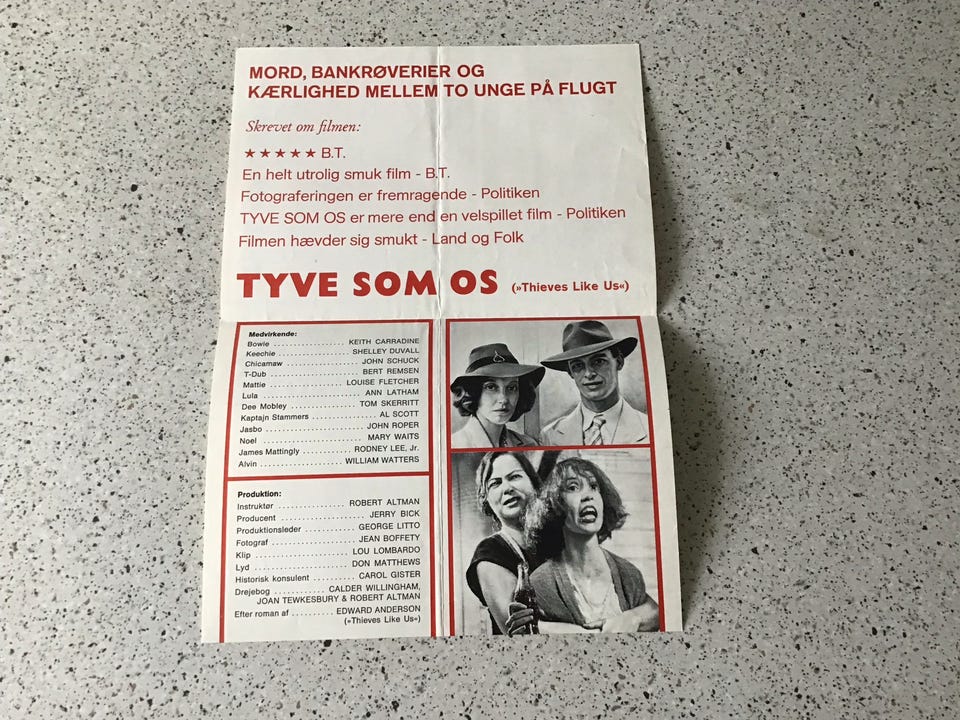 MORD, BANKRØVERIER OG
KÆRLIGHED MELLEM TO UNGE PÅ FLUGT
Skrevet om filmen:
★★★★★ B.T.
En helt utrolig smuk film - B.T.
Fotograferingen er fremragende - Politiken
TYVE SOM OS er mere end en velspillet film - Politiken
Filmen hævder sig smukt - Land og Folk
TYVE SOM OS (»Thieves Like Us«)
Medvirkende:
Bowie .................... KEITH CARRADINE
Keechie .................. SHELLEY DUVALL
Chicamaw ................. JOHN SCHUCK
T-Dub .................... BERT REMSEN
Mattie ................... LOUISE FLETCHER
Lula ..................... ANN LATHAM
Dee Mobley ............... TOM SKERRITT
Kaptajn Stammers ......... AL SCOTT
Jasbo .................... JOHN ROPER
Noel ..................... MARY WAITS
James Mattingly .......... RODNEY LEE, Jr.
Alvin .................... WILLIAM WATTERS
Produktion:
Instruktør ............... ROBERT ALTMAN
Producent ................ JERRY BICK
Produktionsleder ......... GEORGE LITTO
Fotograf ................. JEAN BOFFETY
Klip ..................... LOU LOMBARDO
Lyd ...................... DON MATTHEWS
Historisk konsulent ...... CAROL GISTER
Drejebog ................. CALDER WILLINGHAM,
JOAN TEWKESBURY & ROBERT ALTMAN
Efter roman af ........... EDWARD ANDERSON
(»Thieves Like Us«)